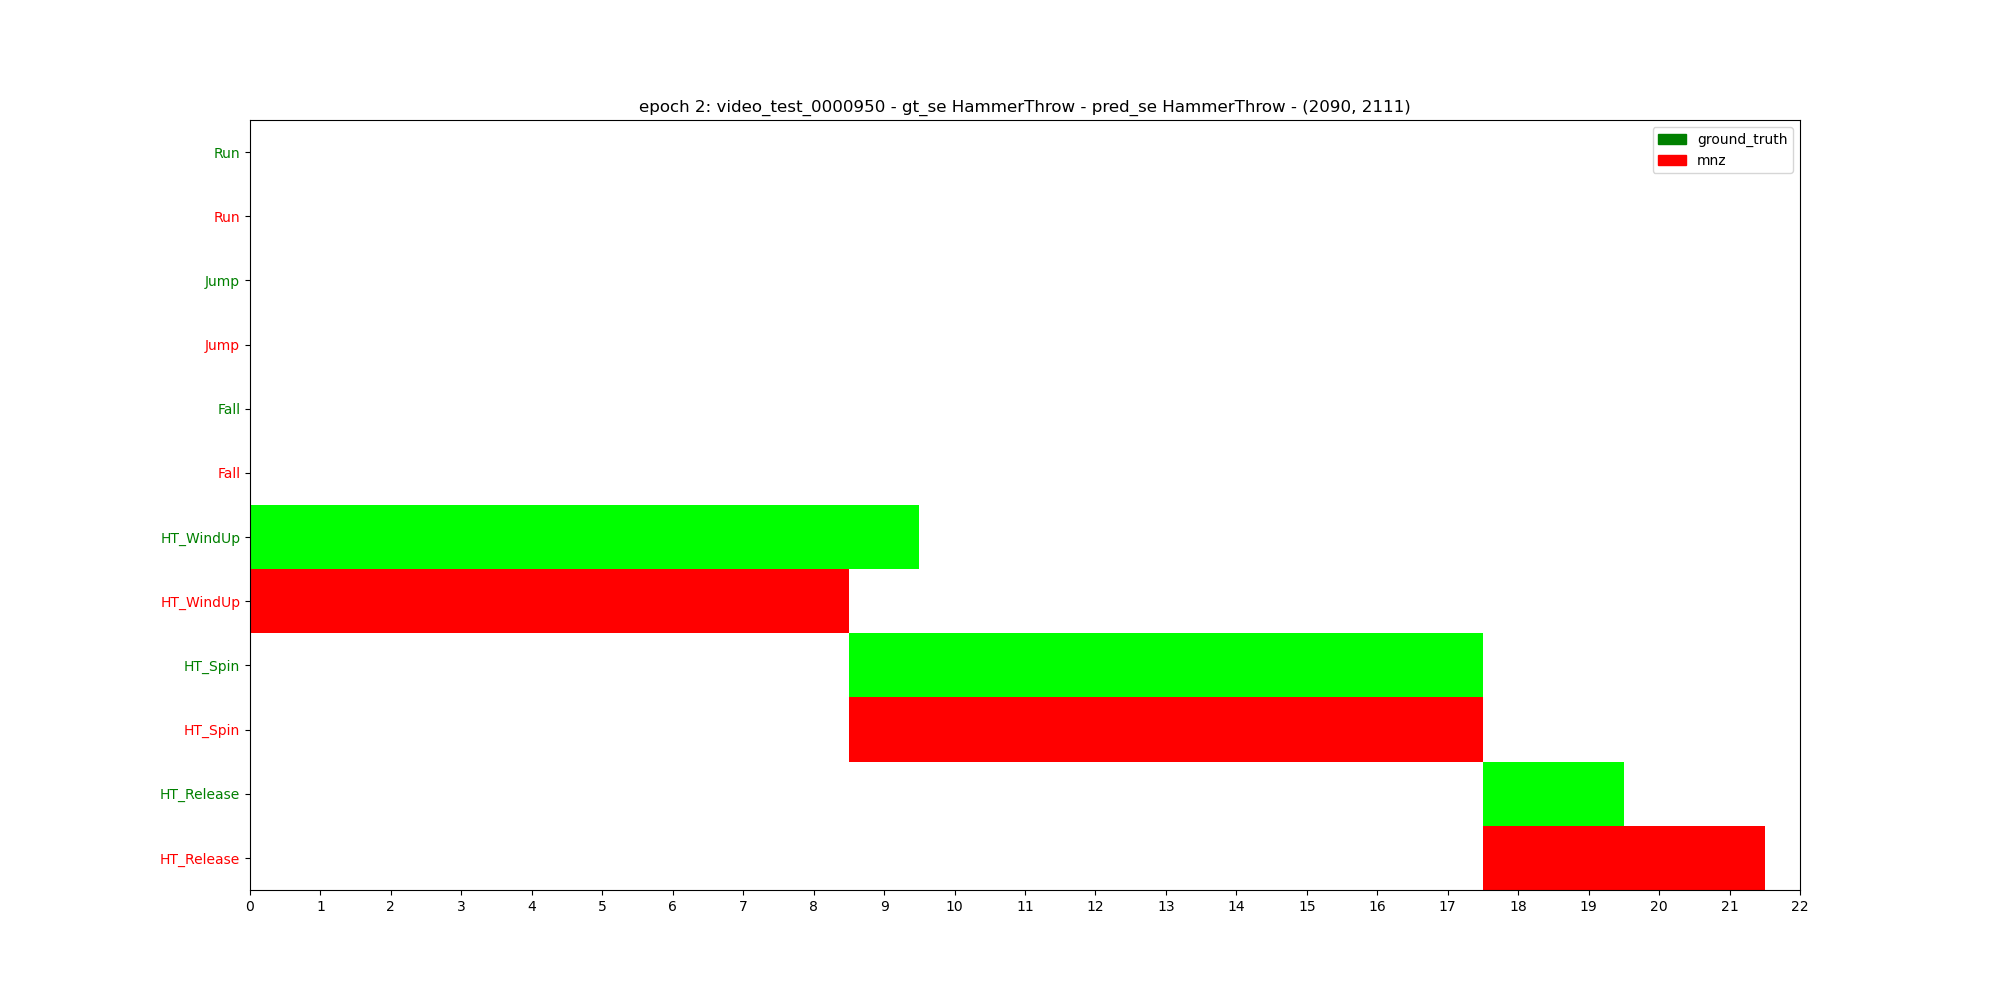 epoch 2: video_test_0000950 - gt_se HammerThrow - pred_se HammerThrow - (2090, 2111)
ground_truth
mnz
Run
Run
Jump
Jump
Fall
Fall
HT_WindUp
HT_WindUp
HT_Spin
HT_Spin
HT_Release
HT_Release
0 1 2 3 4 5 6 7 8 9 10 11 12 13 14 15 16 17 18 19 20 21 22